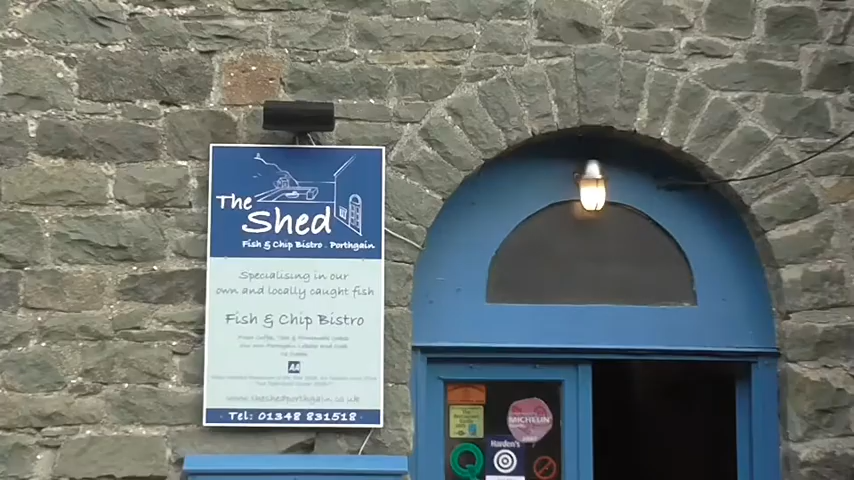 The
Shed
Fish & Chip Bistro . Porthgain
Specialising in our
own and locally caught fish
Fish & Chip Bistro
AA
www.theshedporthgain.co.uk
Tel: 01348 831518
MICHELIN
Harden's
Q